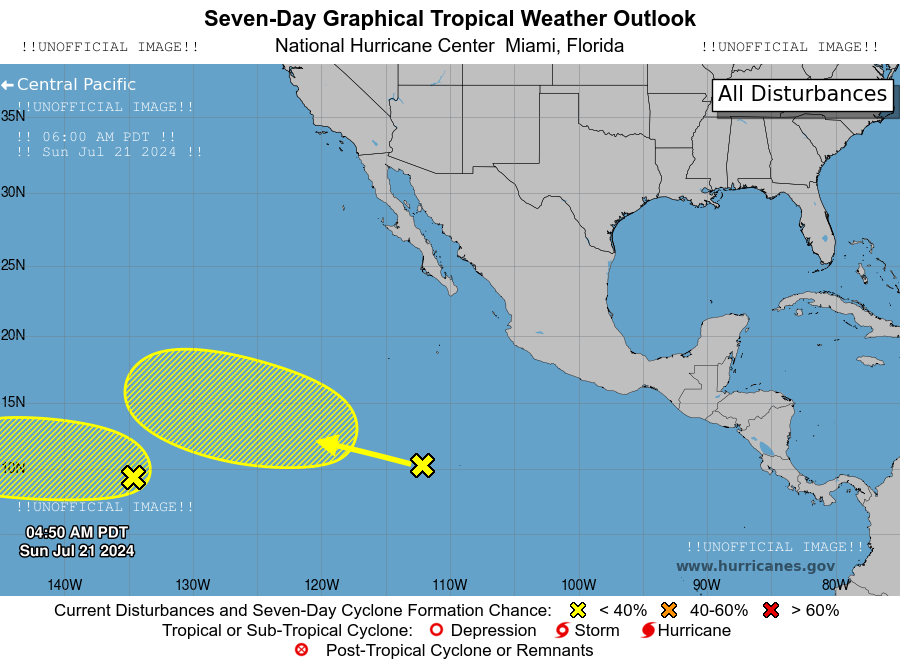 Seven-Day Graphical Tropical Weather Outlook
!!UNOFFICIAL IMAGE!! National Hurricane Center Miami, Florida !!UNOFFICIAL IMAGE!!
Central Pacific
All Disturbances
!!UNOFFICIAL IMAGE!!
35N
!! 06:00 AM PDT !!
!! Sun Jul 21 2024 !!
30N
25N
20N
15N
10N
!!UNOFFICIAL IMAGE!!
04:50 AM PDT
Sun Jul 21 2024
!!UNOFFICIAL IMAGE!!
www.hurricanes.gov
140W 130W 120W 110W 100W 90W 80W
Current Disturbances and Seven-Day Cyclone Formation Chance: < 40% 40-60% > 60%
Tropical or Sub-Tropical Cyclone: Depression Storm Hurricane
Post-Tropical Cyclone or Remnants